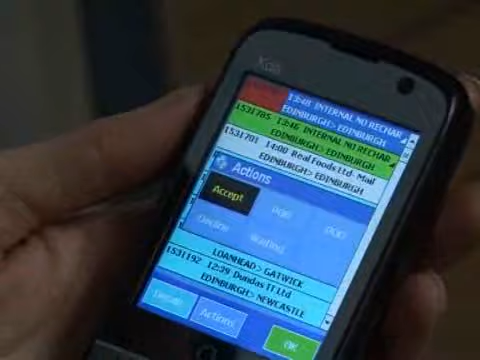 13:48 INTERNAL NO RECHAR
EDINBURGH> EDINBURGH
1531785 13:46 INTERNAL NO RECHAR
EDINBURGH> EDINBURGH
1531701 14:00 Real Foods Ltd- Mail
EDINBURGH> EDINBURGH
Actions
Accept POB POD
Decline Waiting
LOANHEAD > GATWICK
1531192 12:39 Dundas IT Ltd
EDINBURGH> NEWCASTLE
Details Actions OK